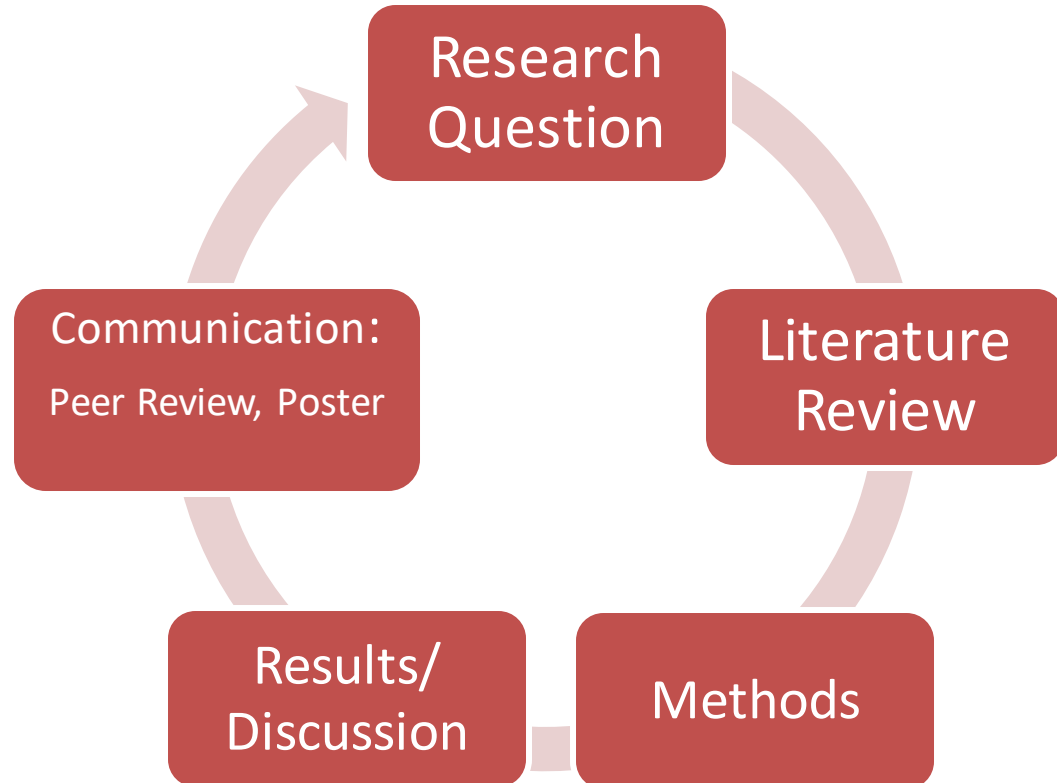 Research
Question
Literature
Review
Methods
Results/
Discussion
Communication:
Peer Review, Poster